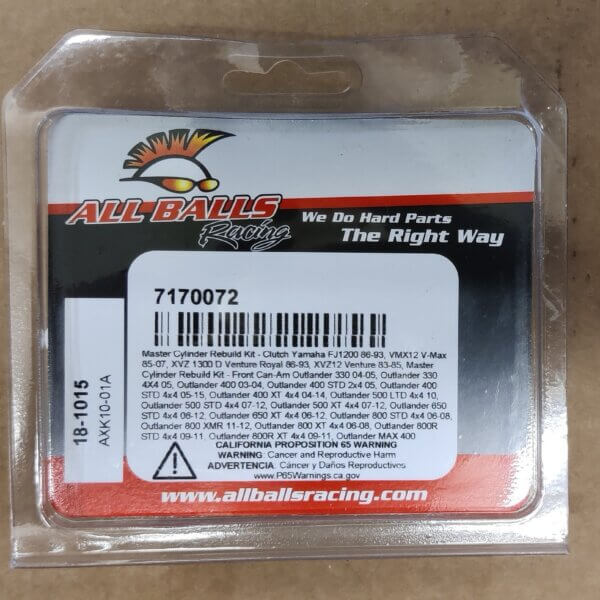 ALL BALLS
Racing
We Do Hard Parts
The Right Way
7170072
Master Cylinder Rebuild Kit - Clutch Yamaha FJ1200 86-93, VMX12 V-Max
85-07, XVZ 1300 D Venture Royal 86-93, XVZ12 Venture 83-85, Master
Cylinder Rebuild Kit - Front Can-Am Outlander 330 04-05, Outlander 330
4X4 05, Outlander 400 03-04, Outlander 400 STD 2x4 05, Outlander 400
STD 4x4 05-15, Outlander 400 XT 4x4 04-14, Outlander 500 LTD 4x4 10,
Outlander 500 STD 4x4 07-12, Outlander 500 XT 4x4 07-12, Outlander 650
STD 4x4 06-12, Outlander 650 XT 4x4 06-12, Outlander 800 STD 4x4 06-08,
Outlander 800 XMR 11-12, Outlander 800 XT 4x4 06-08, Outlander 800R
STD 4x4 09-11, Outlander 800R XT 4x4 09-11, Outlander MAX 400
CALIFORNIA PROPOSITION 65 WARNING
WARNING: Cancer and Reproductive Harm
ADVERTENCIA: Cáncer y Daños Reproductivos
www.P65Warnings.ca.gov
18-1015
AXK10-01A
www.allballsracing.com